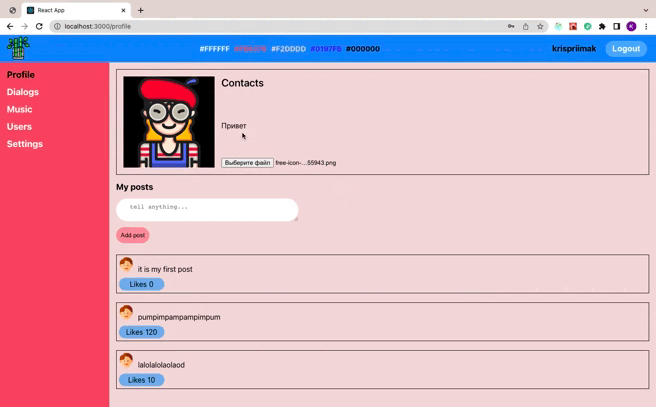 React App
localhost:3000/profile
#FFFFFF #F2DDDD #0197FB #000000
krispriimak
Logout
Profile
Dialogs
Music
Users
Settings
Contacts
Привет
Выберите файл free-icon-...55943.png
My posts
tell anything...
Add post
it is my first post
Likes 0
pumpimpampampimpum
Likes 120
lalolalolaolaod
Likes 10